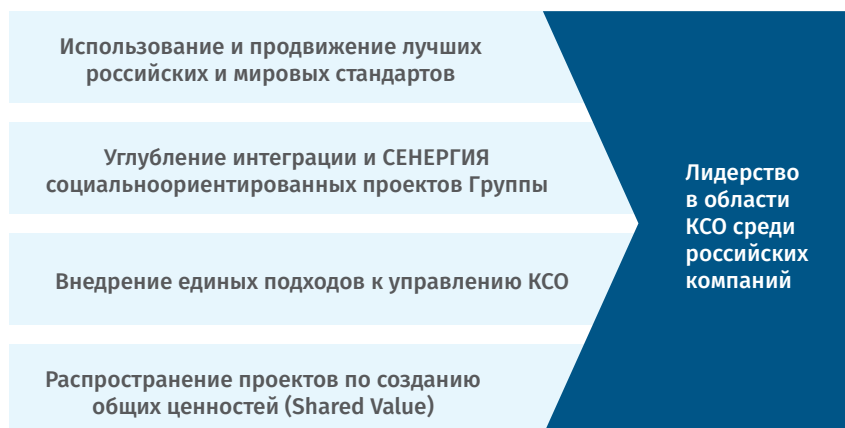 Использование и продвижение лучших
российских и мировых стандартов
Углубление интеграции и СЕНЕРГИЯ
социальноориентированных проектов Группы
Внедрение единых подходов к управлению КСО
Распространение проектов по созданию
общих ценностей (Shared Value)
Лидерство
в области
КСО среди
российских
компаний